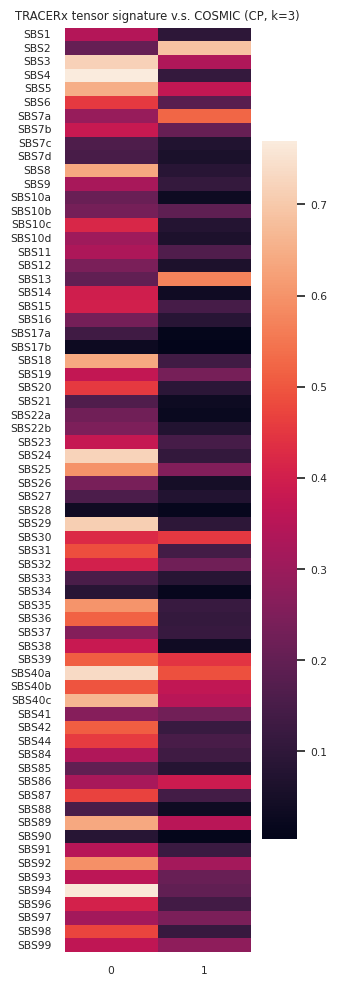 TRACERx tensor signature v.s. COSMIC (CP, k=3)
SBS1
SBS2
SBS3
SBS4
SBS5
SBS6
SBS7a
SBS7b
SBS7c
SBS7d
SBS8
SBS9
SBS10a
SBS10b
SBS10c
SBS10d
SBS11
SBS12
SBS13
SBS14
SBS15
SBS16
SBS17a
SBS17b
SBS18
SBS19
SBS20
SBS21
SBS22a
SBS22b
SBS23
SBS24
SBS25
SBS26
SBS27
SBS28
SBS29
SBS30
SBS31
SBS32
SBS33
SBS34
SBS35
SBS36
SBS37
SBS38
SBS39
SBS40a
SBS40b
SBS40c
SBS41
SBS42
SBS44
SBS84
SBS85
SBS86
SBS87
SBS88
SBS89
SBS90
SBS91
SBS92
SBS93
SBS94
SBS96
SBS97
SBS98
SBS99
0 1
0.7
0.6
0.5
0.4
0.3
0.2
0.1